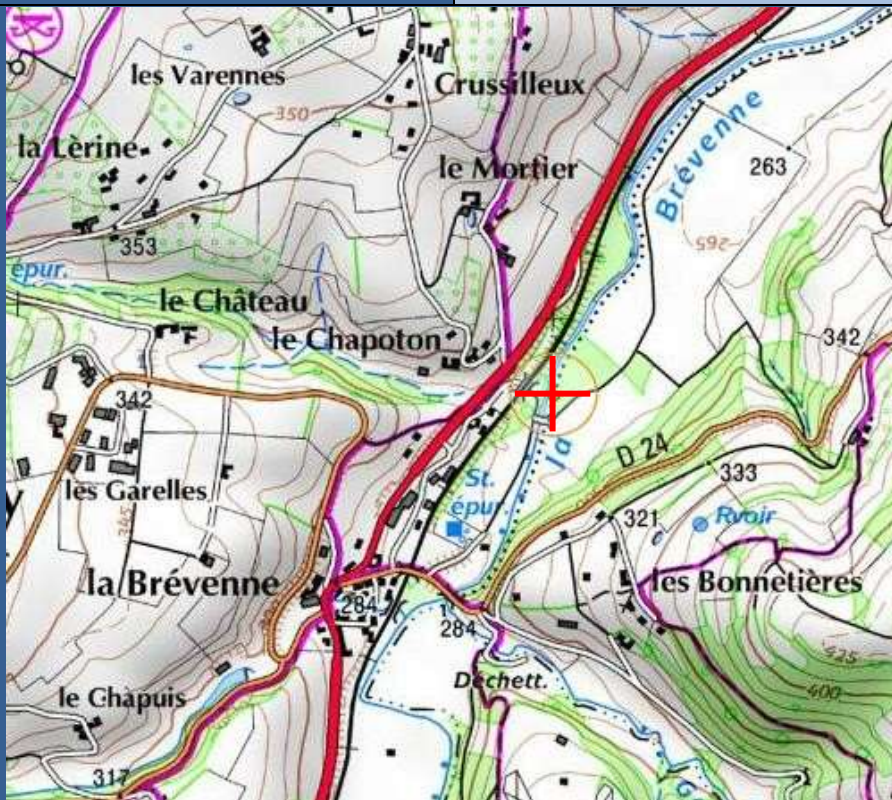 les Varennes
Crussilleux
350
la Lèrine
le Mortier
Brévenne
263
265
353
epur.
le Château
le Chapoton
342
342
la
D 24
les Garelles
345
St.
epur.
333
321
Rvoir
la Brévenne
284
les Bonnetières
284
Déchett.
425
400
le Chapuis
317
G